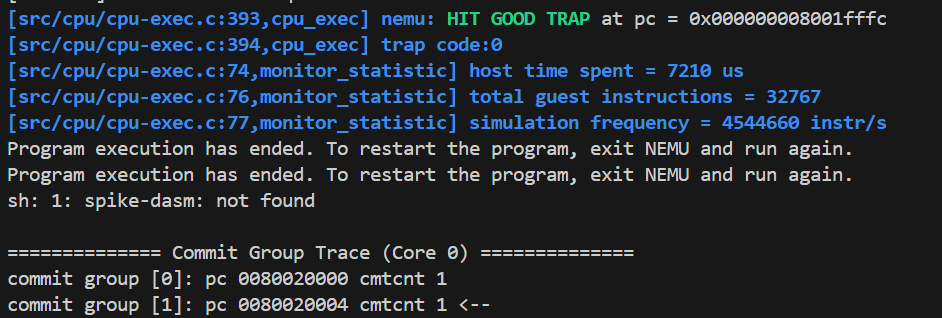 [src/cpu/cpu-exec.c:393,cpu_exec] nemu: HIT GOOD TRAP at pc = 0x000000008001fffc
[src/cpu/cpu-exec.c:394,cpu_exec] trap code:0
[src/cpu/cpu-exec.c:74,monitor_statistic] host time spent = 7210 us
[src/cpu/cpu-exec.c:76,monitor_statistic] total guest instructions = 32767
[src/cpu/cpu-exec.c:77,monitor_statistic] simulation frequency = 4544660 instr/s
Program execution has ended. To restart the program, exit NEMU and run again.
Program execution has ended. To restart the program, exit NEMU and run again.
sh: 1: spike-dasm: not found
============== Commit Group Trace (Core 0) ==============
commit group [0]: pc 0080020000 cmtcnt 1
commit group [1]: pc 0080020004 cmtcnt 1 <--